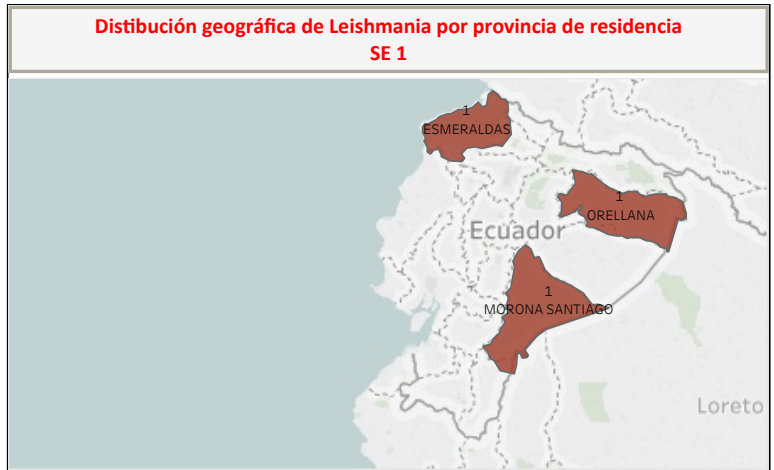 Distibución geográfica de Leishmania por provincia de residencia
SE 1
1
ESMERALDAS
1
ORELLANA
Ecuador
1
MORONA SANTIAGO
Loreto